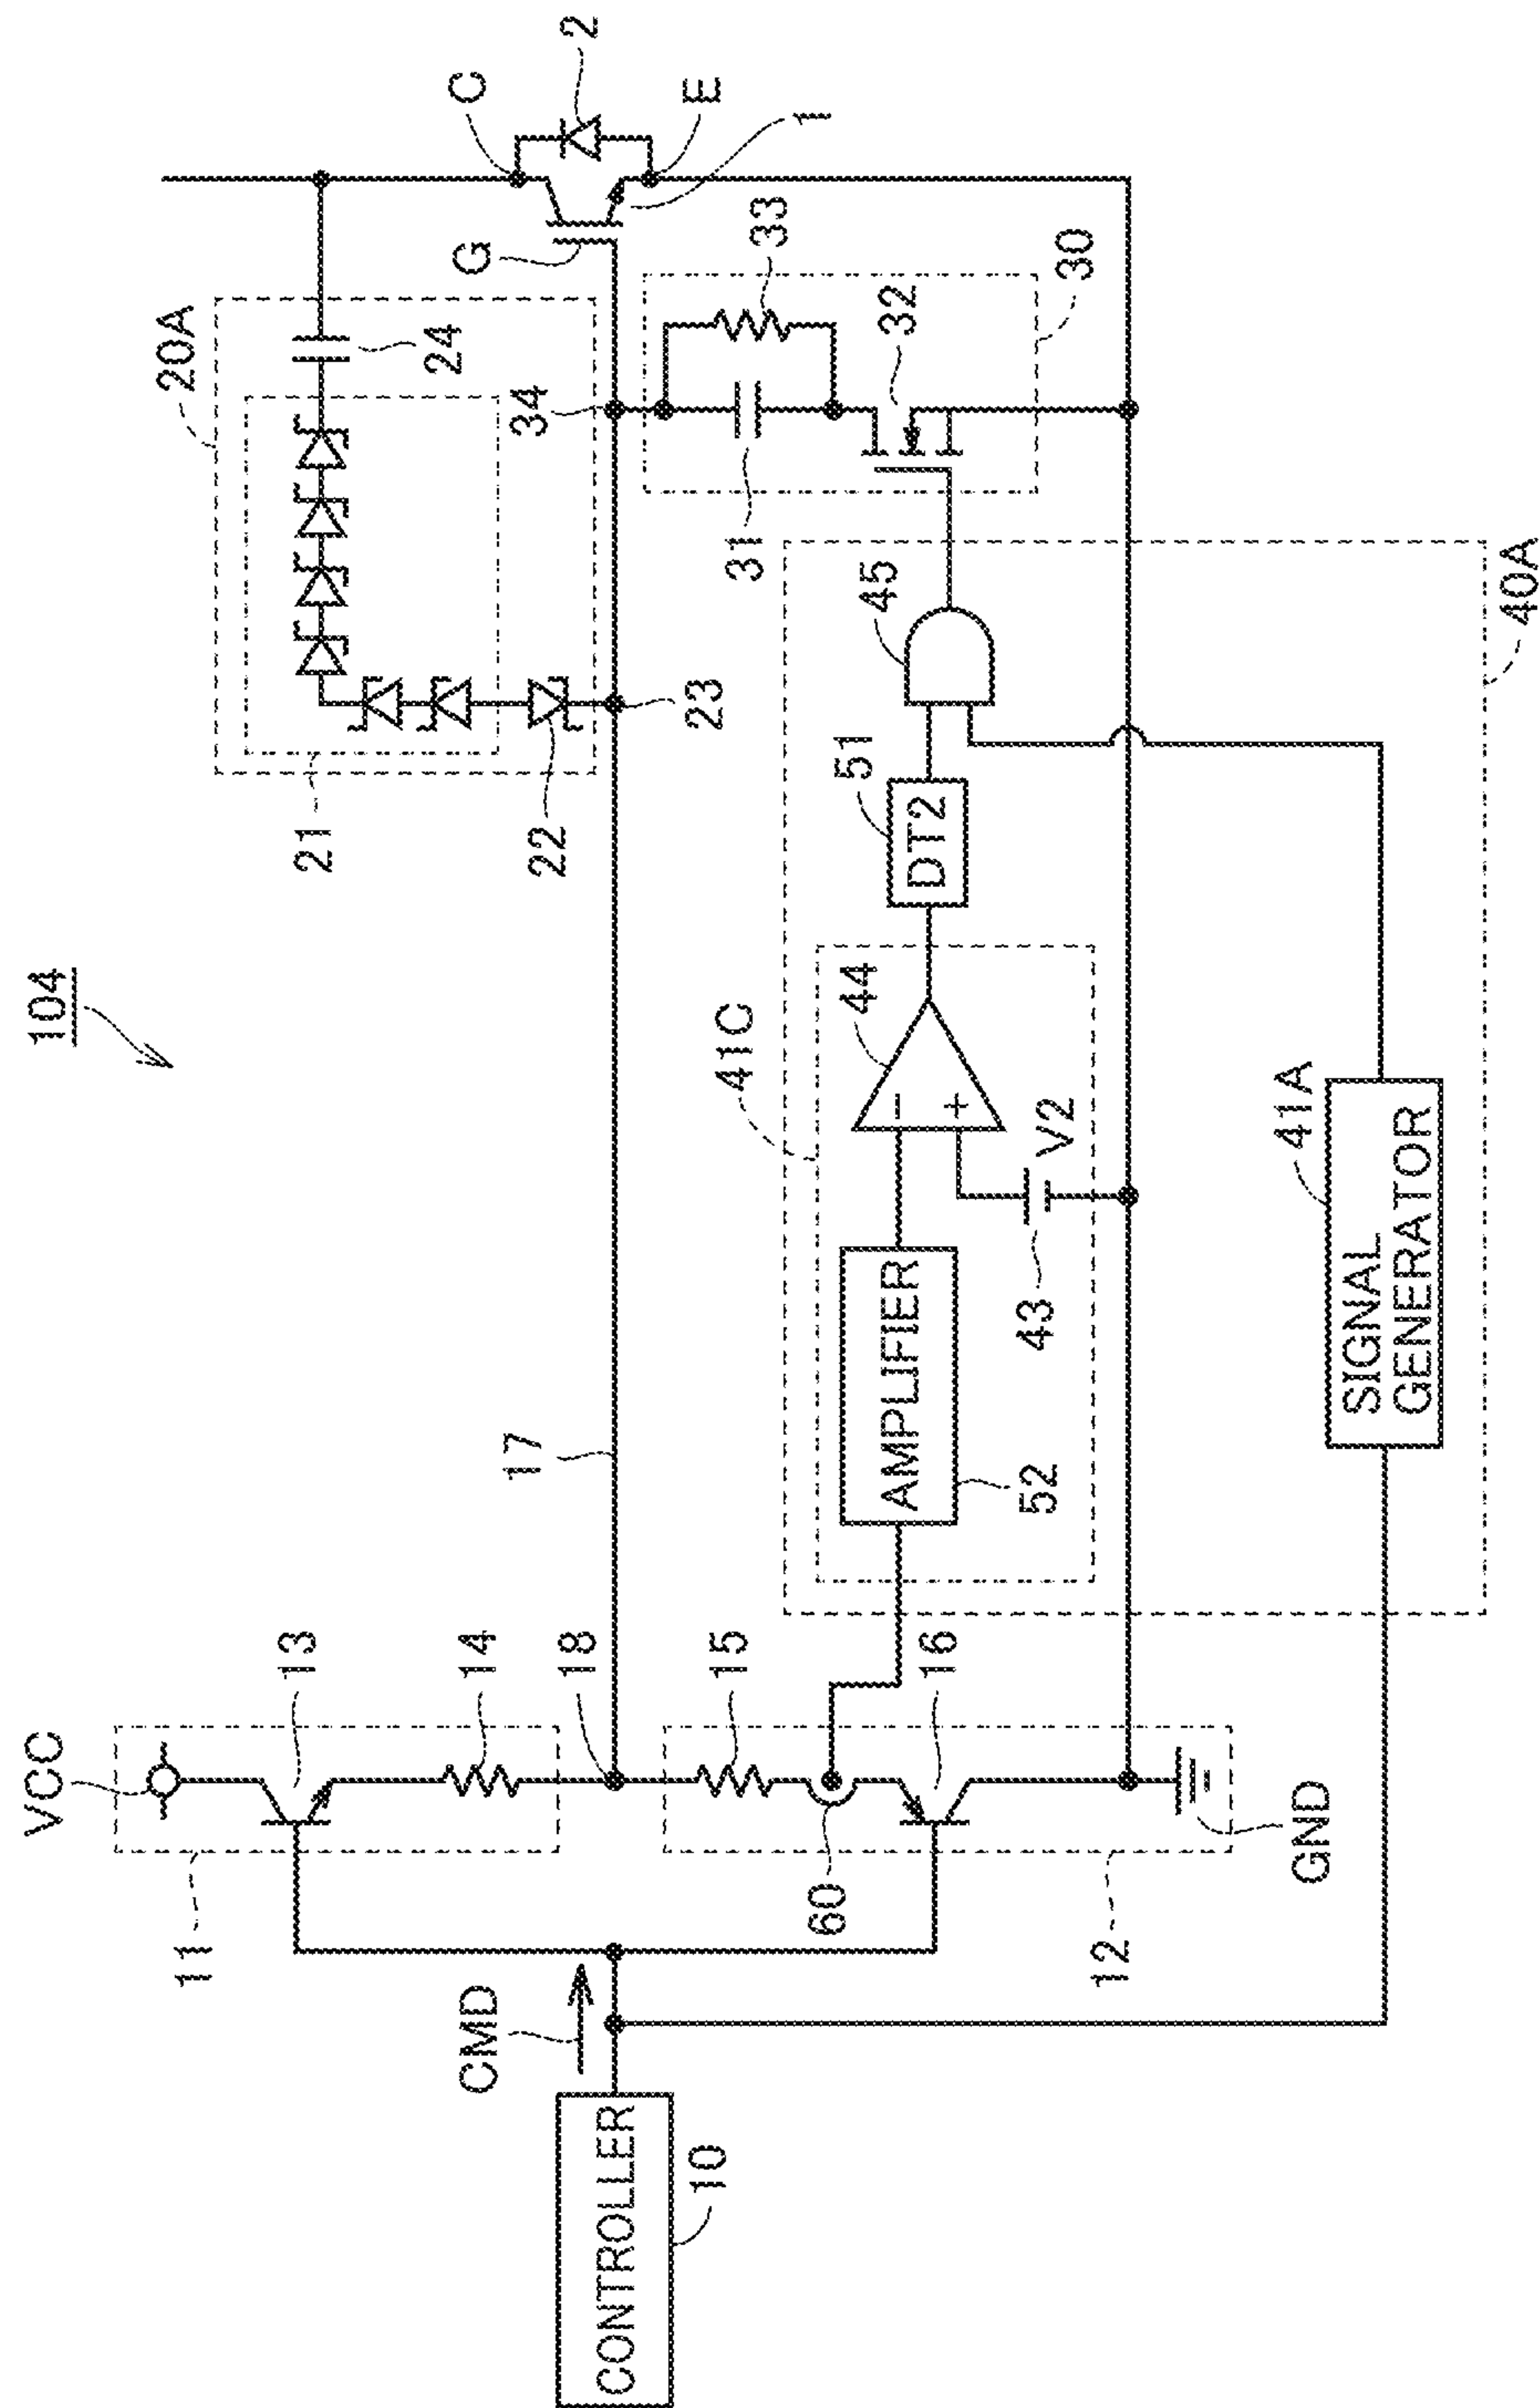 104
VCC
11
13
14
18
15
60
16
12
GND
CMD
CONTROLLER
10
17
20A
21
22
23
24
C
2
E
1
G
34
33
32
31
30
45
51
DT2
44
41C
V2
43
AMPLIFIER
52
41A
SIGNAL
GENERATOR
40A
−
+